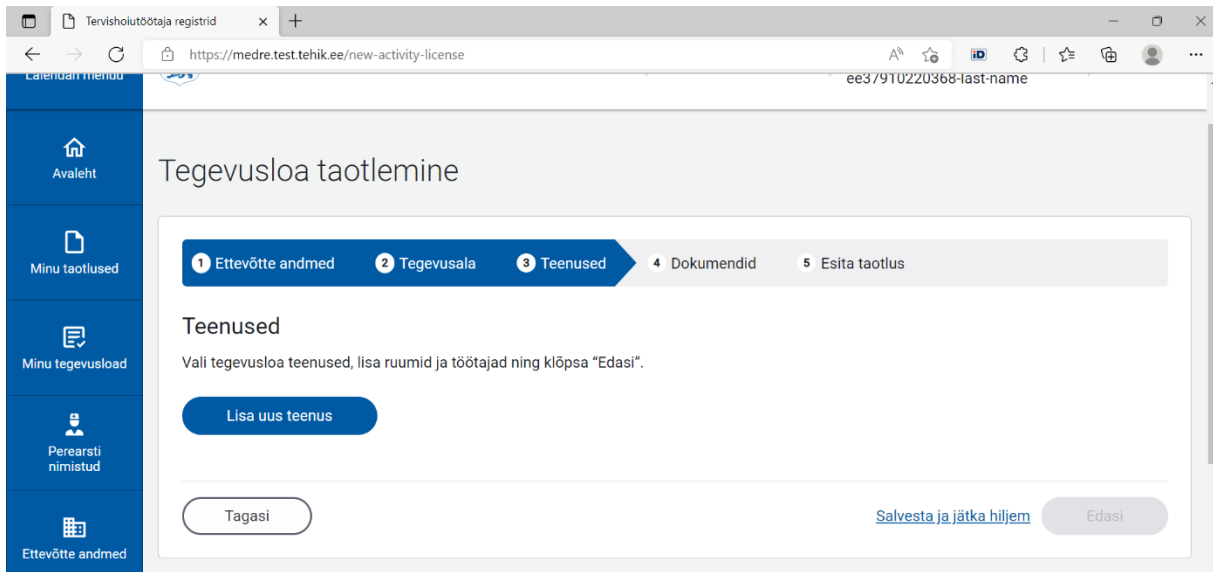 Tervishoiutöötaja registrid
https://medre.test.tehik.ee/new-activity-license
Laiendan menüü
ee37910220368-last-name
Avaleht
Minu taotlused
Minu tegevusload
Perearsti
nimistud
Ettevõtte andmed
Tegevusloa taotlemine
1 Ettevõtte andmed 2 Tegevusala 3 Teenused 4 Dokumendid 5 Esita taotlus
Teenused
Vali tegevusloa teenused, lisa ruumid ja töötajad ning klõpsa “Edasi”.
Lisa uus teenus
Tagasi
Salvesta ja jätka hiljem
Edasi